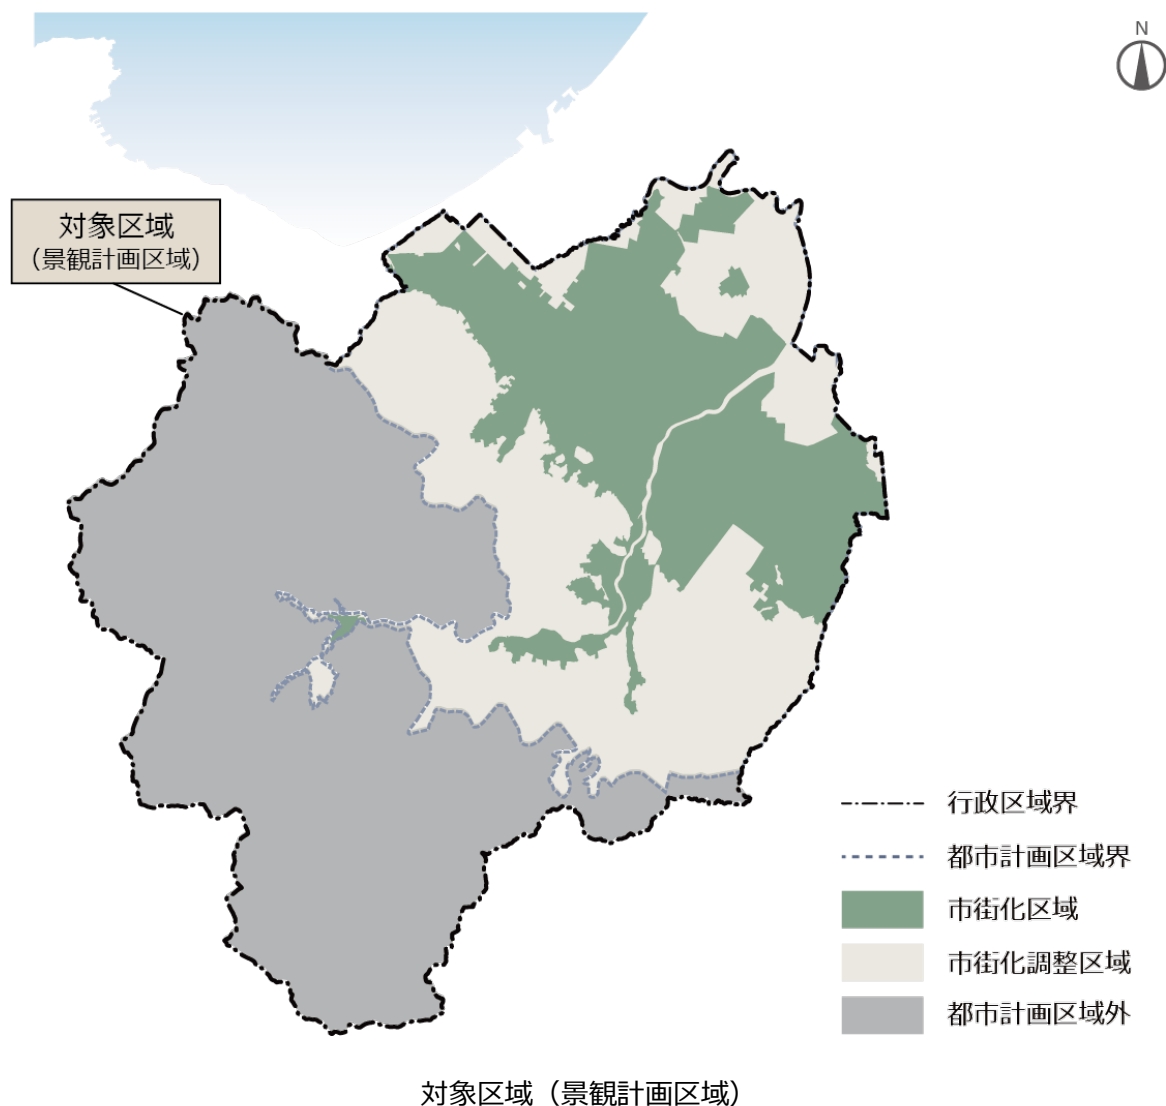 N
対象区域
（景観計画区域）
行政区域界
都市計画区域界
市街化区域
市街化調整区域
都市計画区域外
対象区域（景観計画区域）